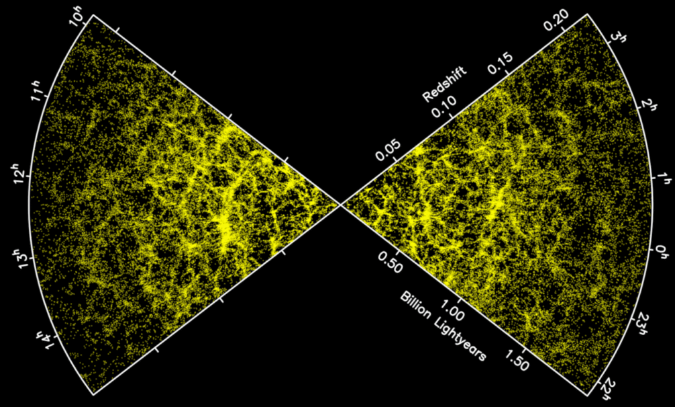 10h
11h
12h
13h
14h
Redshift
0.05
0.10
0.15
0.20
3h
2h
1h
0h
23h
22h
0.50
1.00
1.50
Billion Lightyears